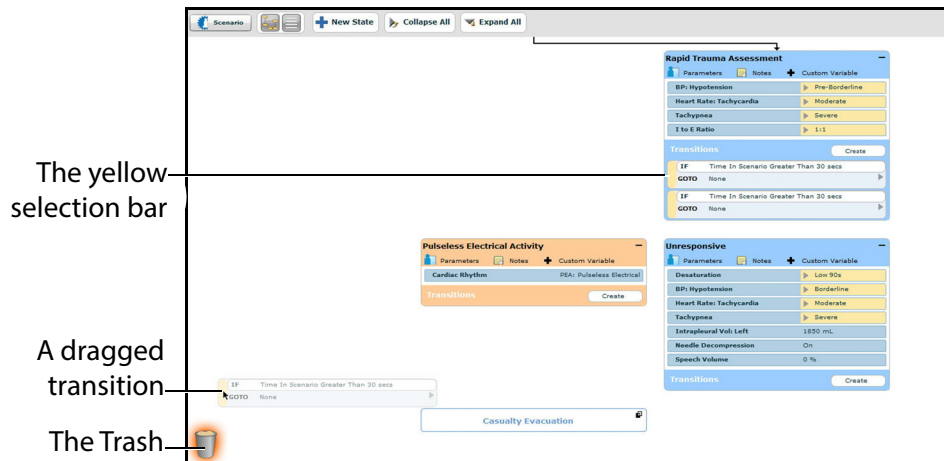 Scenario
New State
Collapse All
Expand All
Rapid Trauma Assessment
Parameters Notes Custom Variable
BP: Hypotension Pre-Borderline
Heart Rate: Tachycardia Moderate
Tachypnea Severe
I to E Ratio 1:1
Transitions Create
IF Time In Scenario Greater Than 30 secs
GOTO None
IF Time In Scenario Greater Than 30 secs
GOTO None
The yellow
selection bar
Pulseless Electrical Activity
Parameters Notes Custom Variable
Cardiac Rhythm PEA: Pulseless Electrical
Transitions Create
Unresponsive
Parameters Notes Custom Variable
Desaturation Low 90s
BP: Hypotension Borderline
Heart Rate: Tachycardia Moderate
Tachypnea Severe
Intrapleural Vol: Left 1850 mL
Needle Decompression On
Speech Volume 0 %
Transitions Create
A dragged
transition
IF Time In Scenario Greater Than 30 secs
GOTO None
Casualty Evacuation
The Trash